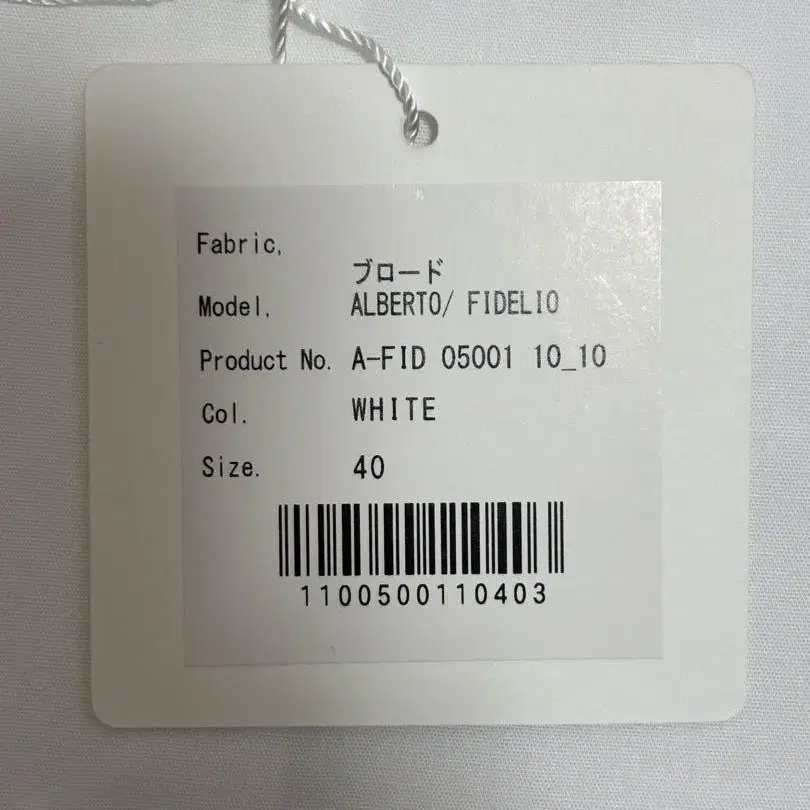 Fabric,
ブロード
Model, ALBERTO/ FIDELIO
Product No. A-FID 05001 10_10
Col. WHITE
Size. 40
1100500110403